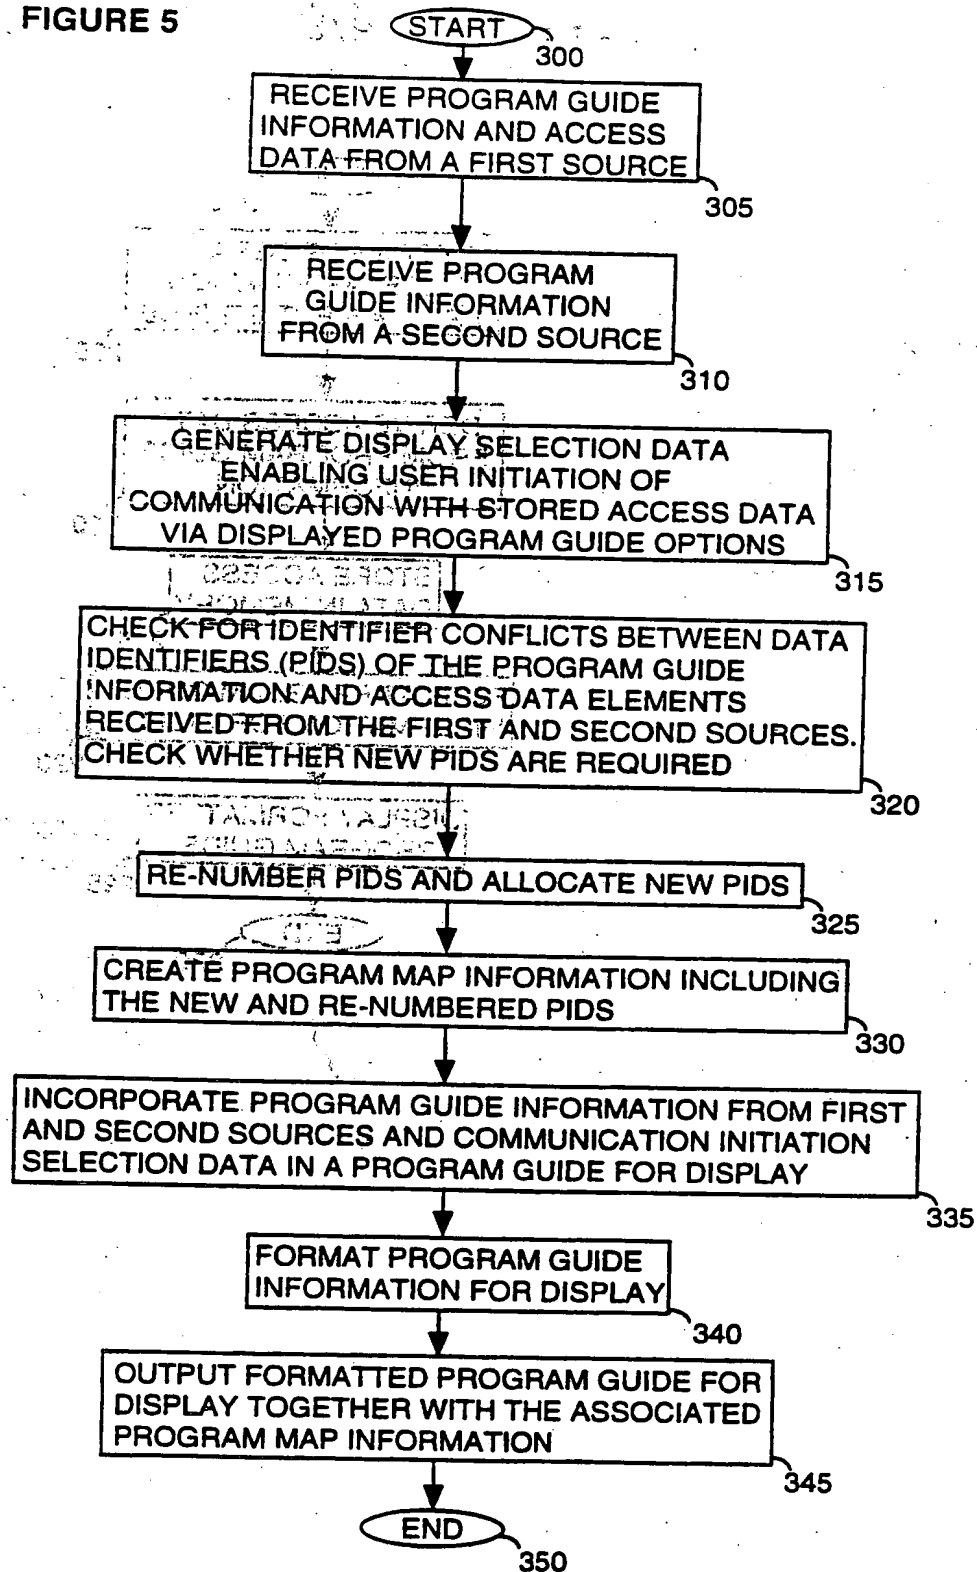 FIGURE 5
START
300
RECEIVE PROGRAM GUIDE
INFORMATION AND ACCESS
DATA FROM A FIRST SOURCE
305
RECEIVE PROGRAM
GUIDE INFORMATION
FROM A SECOND SOURCE
310
GENERATE DISPLAY SELECTION DATA
ENABLING USER INITIATION OF
COMMUNICATION WITH STORED ACCESS DATA
VIA DISPLAYED PROGRAM GUIDE OPTIONS
315
CHECK FOR IDENTIFIER CONFLICTS BETWEEN DATA
IDENTIFIERS (PIDS) OF THE PROGRAM GUIDE
INFORMATION AND ACCESS DATA ELEMENTS
RECEIVED FROM THE FIRST AND SECOND SOURCES.
CHECK WHETHER NEW PIDS ARE REQUIRED
320
RE-NUMBER PIDS AND ALLOCATE NEW PIDS
325
CREATE PROGRAM MAP INFORMATION INCLUDING
THE NEW AND RE-NUMBERED PIDS
330
INCORPORATE PROGRAM GUIDE INFORMATION FROM FIRST
AND SECOND SOURCES AND COMMUNICATION INITIATION
SELECTION DATA IN A PROGRAM GUIDE FOR DISPLAY
335
FORMAT PROGRAM GUIDE
INFORMATION FOR DISPLAY
340
OUTPUT FORMATTED PROGRAM GUIDE FOR
DISPLAY TOGETHER WITH THE ASSOCIATED
PROGRAM MAP INFORMATION
345
END
350